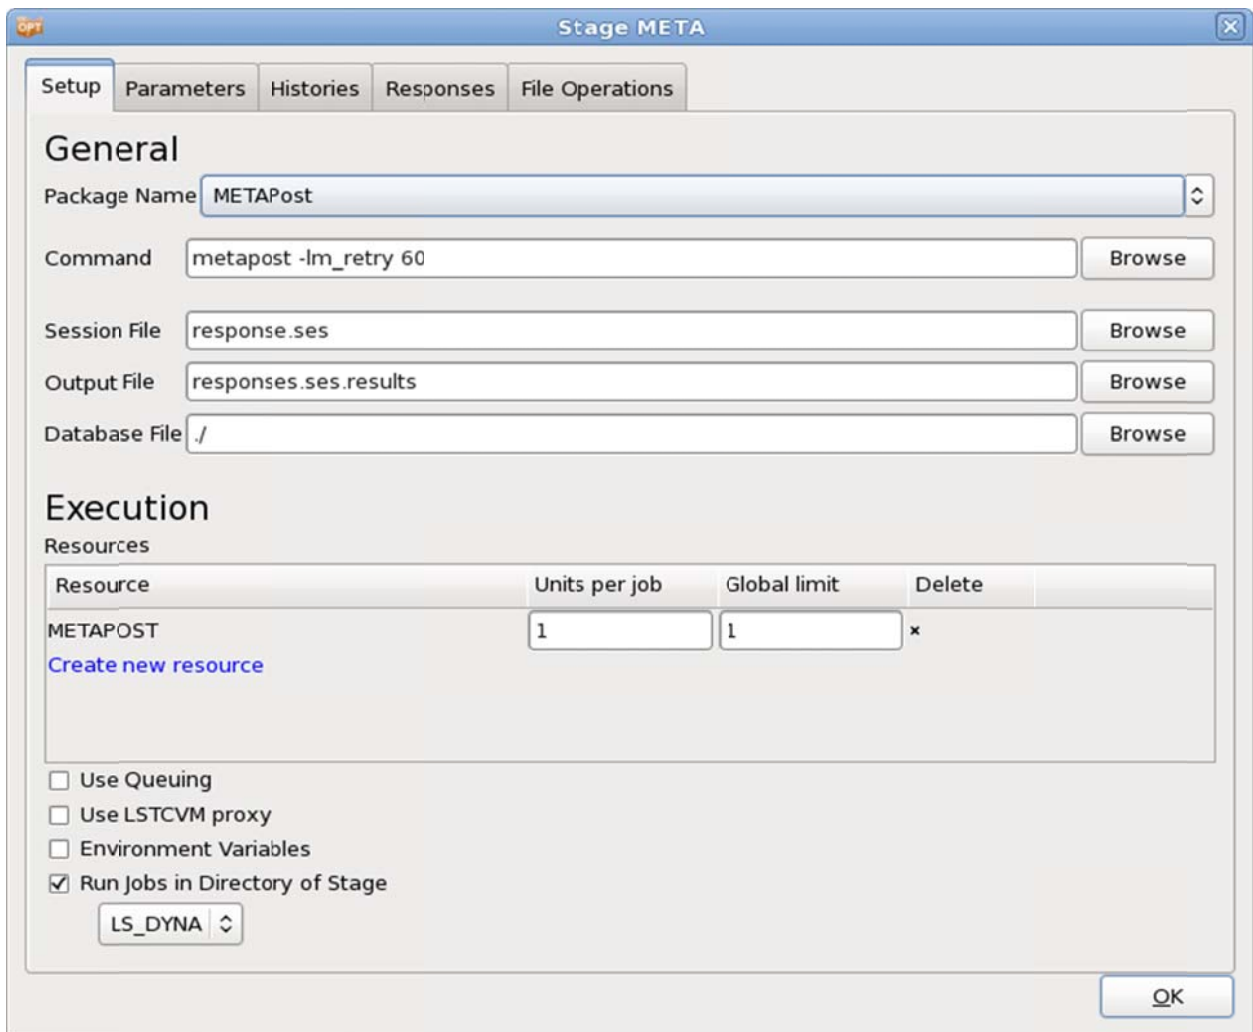 OPT
Stage META
Setup Parameters Histories Responses File Operations
General
Package Name METAPost
Command metapost -lm_retry 60 Browse
Session File response.ses Browse
Output File responses.ses.results Browse
Database File ./ Browse
Execution
Resources
Resource Units per job Global limit Delete
METAPOST 1 1 ×
Create new resource
Use Queuing
Use LSTCVM proxy
Environment Variables
Run Jobs in Directory of Stage
LS_DYNA
OK